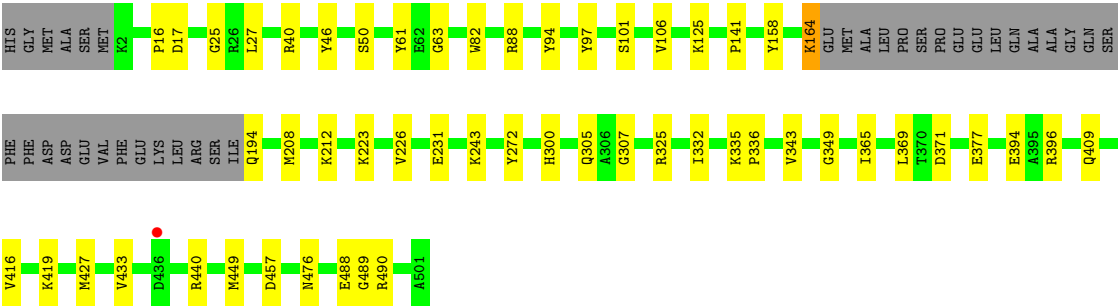 HIS GLY MET ALA SER MET K2 P16 D17 G25 R26 L27 R40 Y46 S50 Y61 E62 G63 W82 R88 Y94 Y97 S101 V106 K125 P141 Y158 K164 GLU MET ALA LEU PRO SER PRO GLU GLU LEU GLN ALA ALA GLY GLN SER
PHE PHE ASP ASP GLU VAL PHE GLU LYS LEU ARG SER ILE Q194 M208 K212 K223 V226 E231 K243 Y272 H300 Q305 A306 G307 R325 I332 K335 P336 V343 G349 I365 L369 T370 D371 E377 E394 A395 R396 Q409
V416 K419 M427 V433 D436 R440 M449 D457 N476 E488 G489 R490 A501